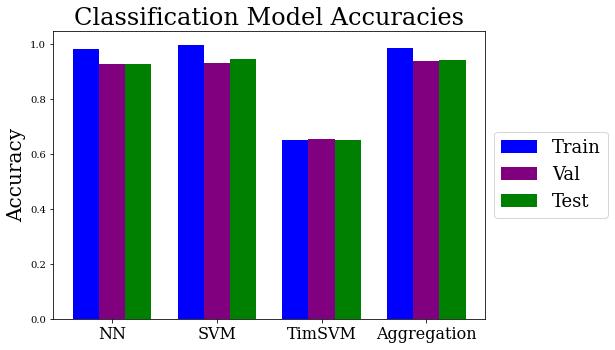 Classification Model Accuracies
Accuracy
1.0
0.8
0.6
0.4
0.2
0.0
NN SVM TimSVM Aggregation
Train
Val
Test